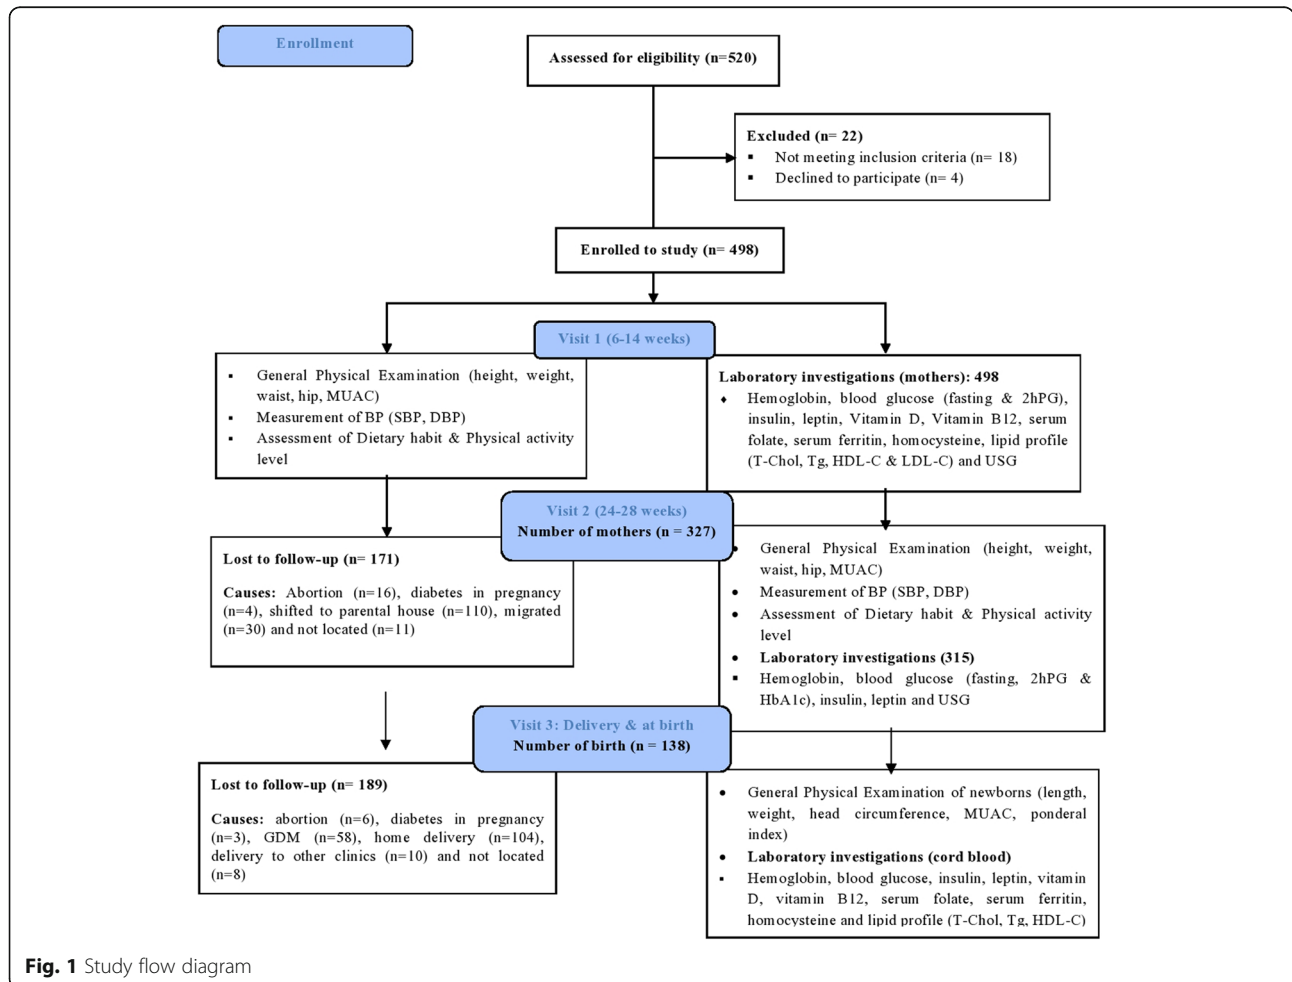 Enrollment
Assessed for eligibility (n=520)
Excluded (n= 22)
▪ Not meeting inclusion criteria (n= 18)
▪ Declined to participate (n= 4)
Enrolled to study (n= 498)
Visit 1 (6-14 weeks)
▪ General Physical Examination (height, weight,
waist, hip, MUAC)
▪ Measurement of BP (SBP, DBP)
▪ Assessment of Dietary habit & Physical activity
level
Laboratory investigations (mothers): 498
♦ Hemoglobin, blood glucose (fasting & 2hPG),
insulin, leptin, Vitamin D, Vitamin B12, serum
folate, serum ferritin, homocysteine, lipid profile
(T-Chol, Tg, HDL-C & LDL-C) and USG
Visit 2 (24-28 weeks)
Number of mothers (n = 327)
Lost to follow-up (n= 171)
Causes: Abortion (n=16), diabetes in pregnancy
(n=4), shifted to parental house (n=110), migrated
(n=30) and not located (n=11)
● General Physical Examination (height, weight,
waist, hip, MUAC)
● Measurement of BP (SBP, DBP)
● Assessment of Dietary habit & Physical activity
level
● Laboratory investigations (315)
▪ Hemoglobin, blood glucose (fasting, 2hPG &
HbA1c), insulin, leptin and USG
Visit 3: Delivery & at birth
Number of birth (n = 138)
Lost to follow-up (n= 189)
Causes: abortion (n=6), diabetes in pregnancy
(n=3), GDM (n=58), home delivery (n=104),
delivery to other clinics (n=10) and not located
(n=8)
● General Physical Examination of newborns (length,
weight, head circumference, MUAC, ponderal
index)
● Laboratory investigations (cord blood)
▪ Hemoglobin, blood glucose, insulin, leptin, vitamin
D, vitamin B12, serum folate, serum ferritin,
homocysteine and lipid profile (T-Chol, Tg, HDL-C)
Fig. 1 Study flow diagram